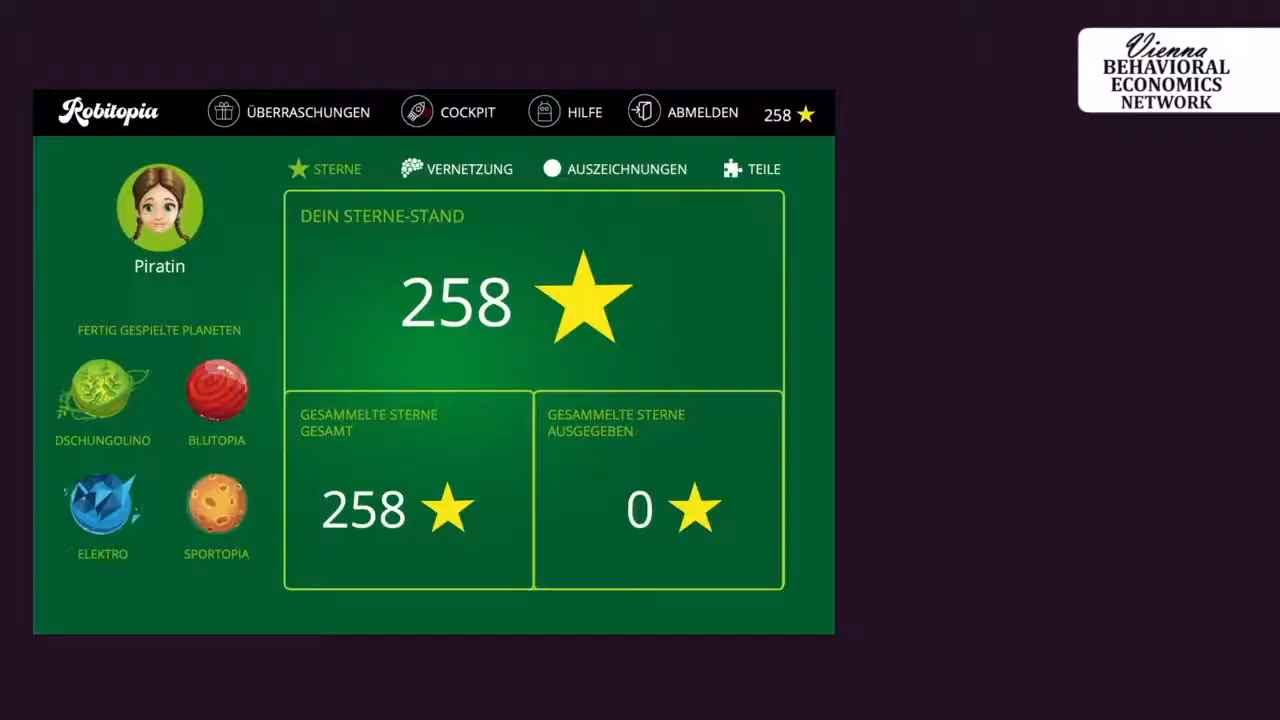 Vienna
BEHAVIORAL
ECONOMICS
NETWORK
Robitopia
ÜBERRASCHUNGEN
COCKPIT
HILFE
ABMELDEN
258
STERNE
VERNETZUNG
AUSZEICHNUNGEN
TEILE
Piratin
FERTIG GESPIELTE PLANETEN
DSCHUNGOLINO
BLUTOPIA
ELEKTRO
SPORTOPIA
DEIN STERNE-STAND
258
GESAMMELTE STERNE
GESAMT
258
GESAMMELTE STERNE
AUSGEGEBEN
0